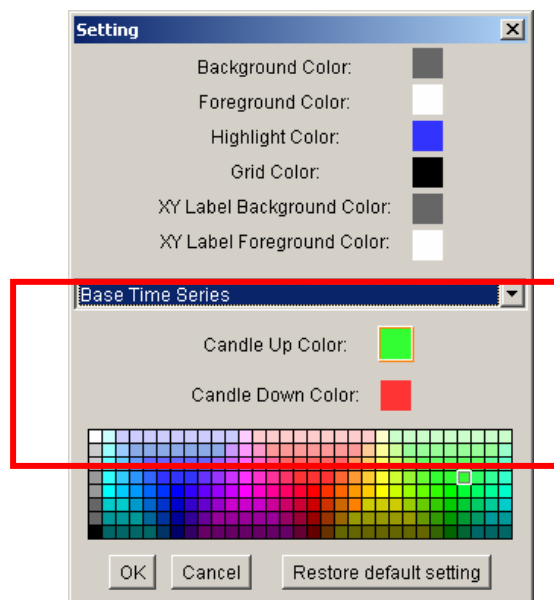 Setting
Background Color:
Foreground Color:
Highlight Color:
Grid Color:
XY Label Background Color:
XY Label Foreground Color:
Base Time Series
Candle Up Color:
Candle Down Color:
OK Cancel Restore default setting